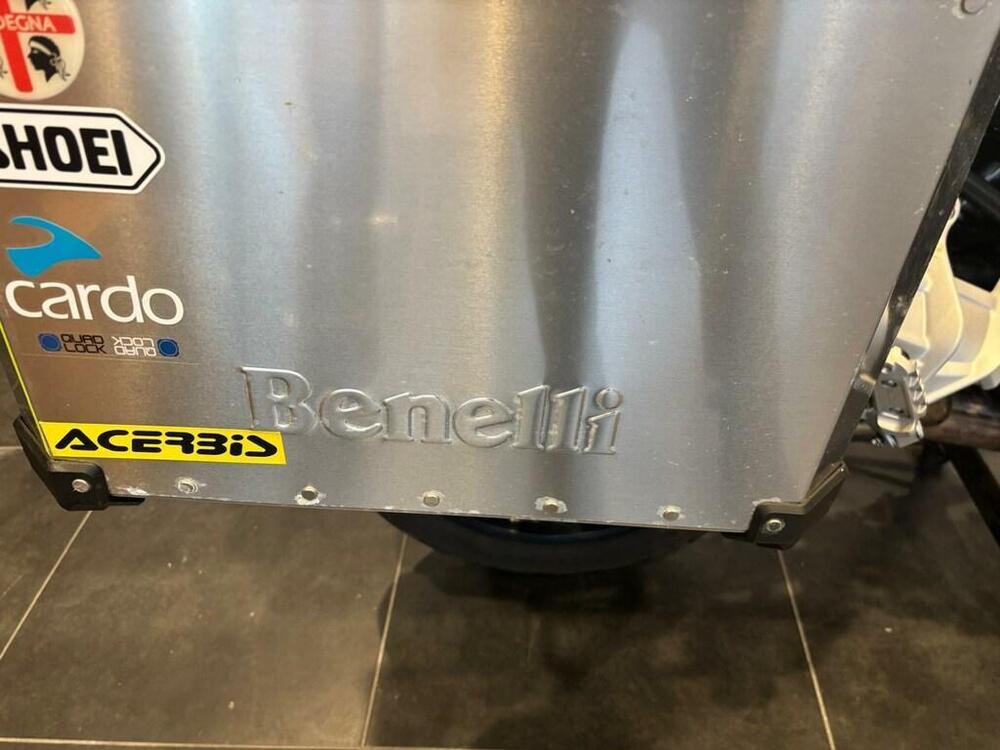 DEGNA
SHOEI
cardo
QUAD LOCK
QUAD LOCK
Benelli
ACERBIS